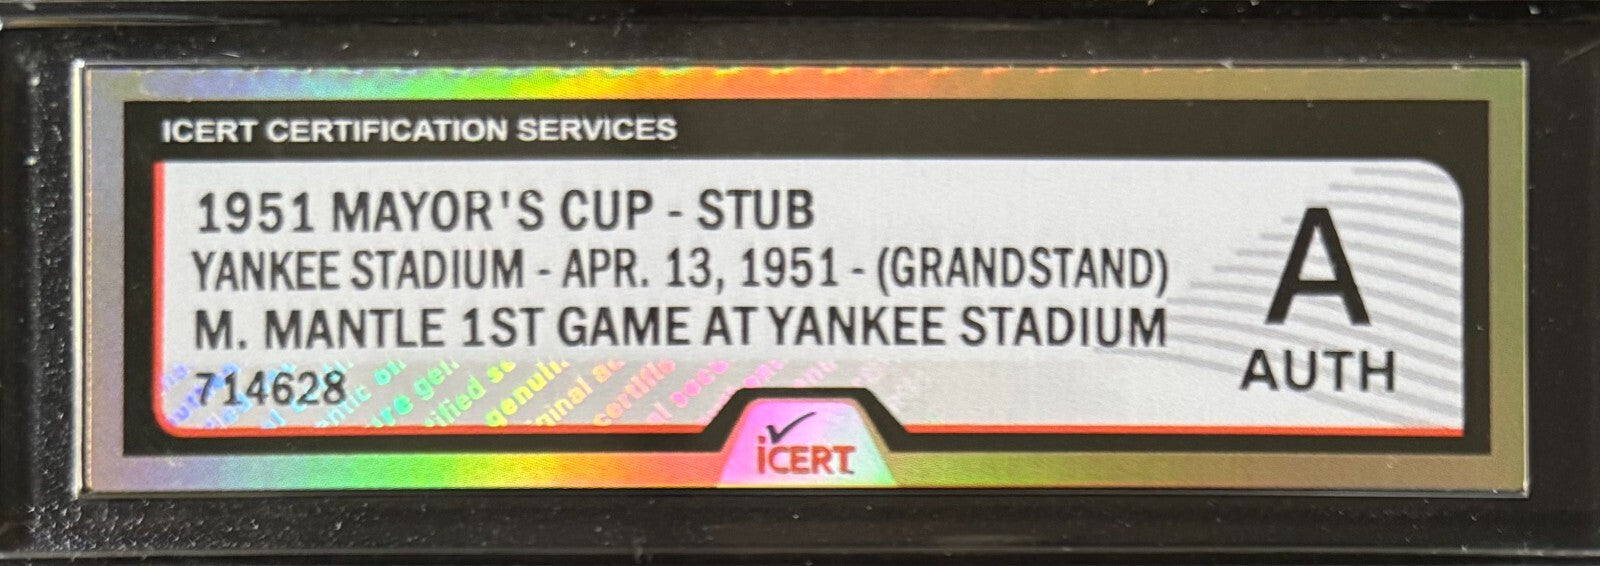 ICERT CERTIFICATION SERVICES
1951 MAYOR'S CUP - STUB
YANKEE STADIUM - APR. 13, 1951 - (GRANDSTAND)
M. MANTLE 1ST GAME AT YANKEE STADIUM
714628
A
AUTH
iCERT